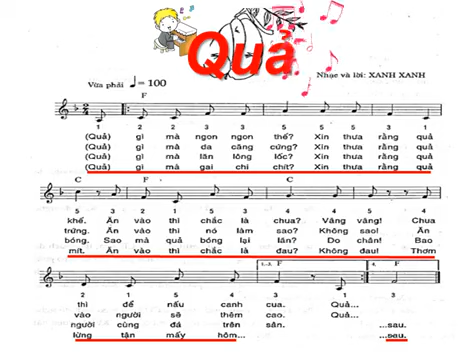 Quả
Vừa phải ♩= 100
Nhạc và lời: XANH XANH
F
5 1 2 2 3 3 5 5 5 3 3 1
(Quả) gì mà ngon ngon thế? Xin thưa rằng quả
(Quả) gì mà da căng cứng? Xin thưa rằng quả
(Quả) gì mà lăn lông lốc? Xin thưa rằng quả
(Quả) gì mà gai chi chít? Xin thưa rằng quả
C F C
5 2 1 5 3 4 3 5 5 4
khế. Ăn vào thì chắc là chua? Vâng vâng! Chua
trứng. Ăn vào thì nó làm sao? Không sao! Ăn
bóng. Sao mà quả bóng lại lăn? Do chân! Bao
mít. Ăn vào thì chắc là đau? Không đau! Thơm
1..3. F 4. F
thì để nấu canh cua. Quả...
vào người sẽ thêm cao. Quả...
người cùng đá trên sân. ...sau.
lừng tận mấy hôm... ...sau.